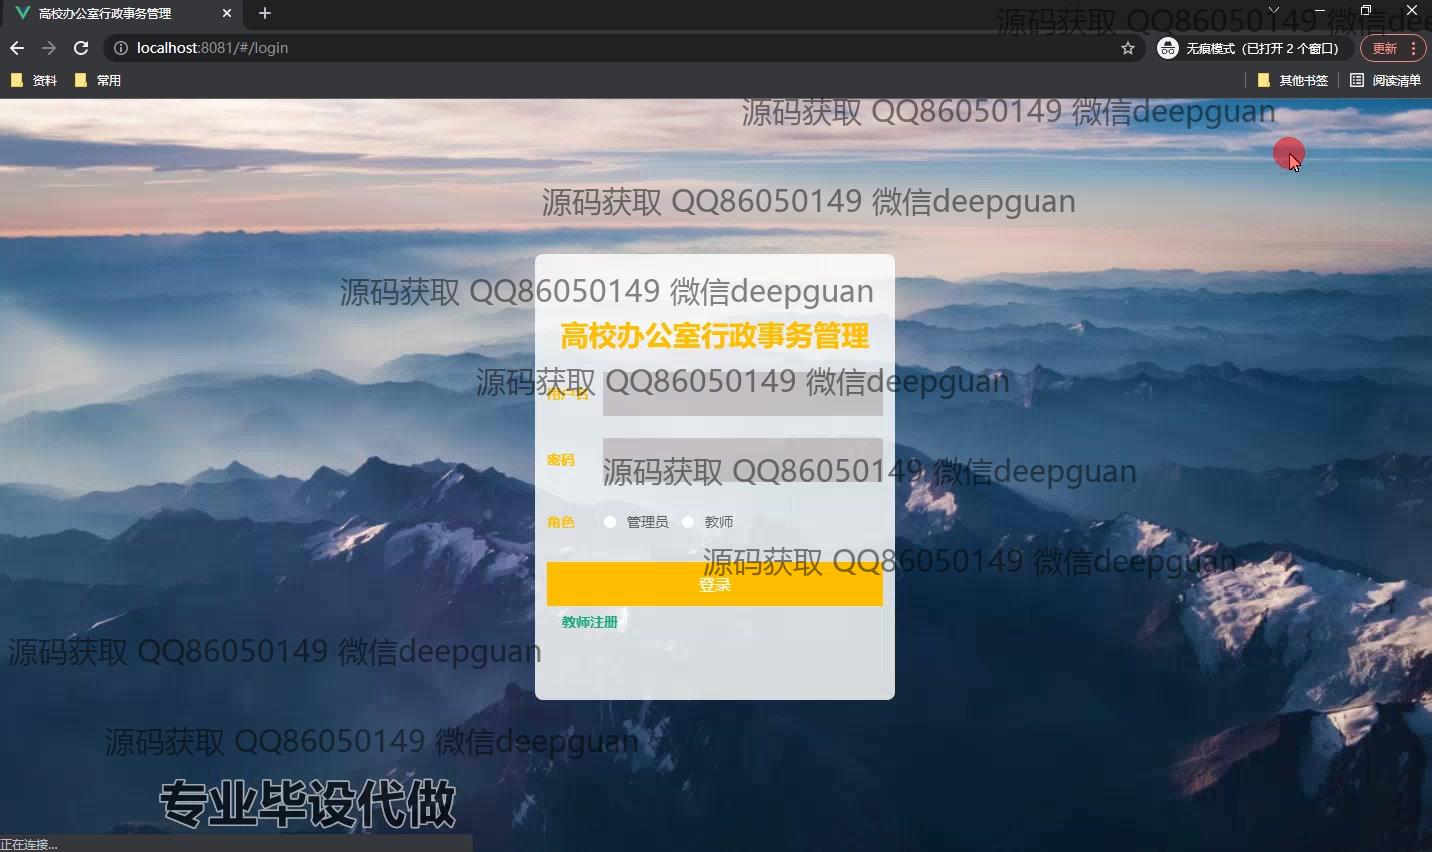 高校办公室行政事务管理
源码获取 QQ86050149 微信dee
localhost:8081/#/login
无痕模式（已打开 2 个窗口）
更新
资料
常用
其他书签
阅读清单
源码获取 QQ86050149 微信deepguan
源码获取 QQ86050149 微信deepguan
源码获取 QQ86050149 微信deepguan
高校办公室行政事务管理
源码获取 QQ86050149 微信deepguan
用户名
密码
源码获取 QQ86050149 微信deepguan
角色
管理员
教师
源码获取 QQ86050149 微信deepguan
登录
教师注册
源码获取 QQ86050149 微信deepguan
源码获取 QQ86050149 微信deepguan
专业毕设代做
正在连接...